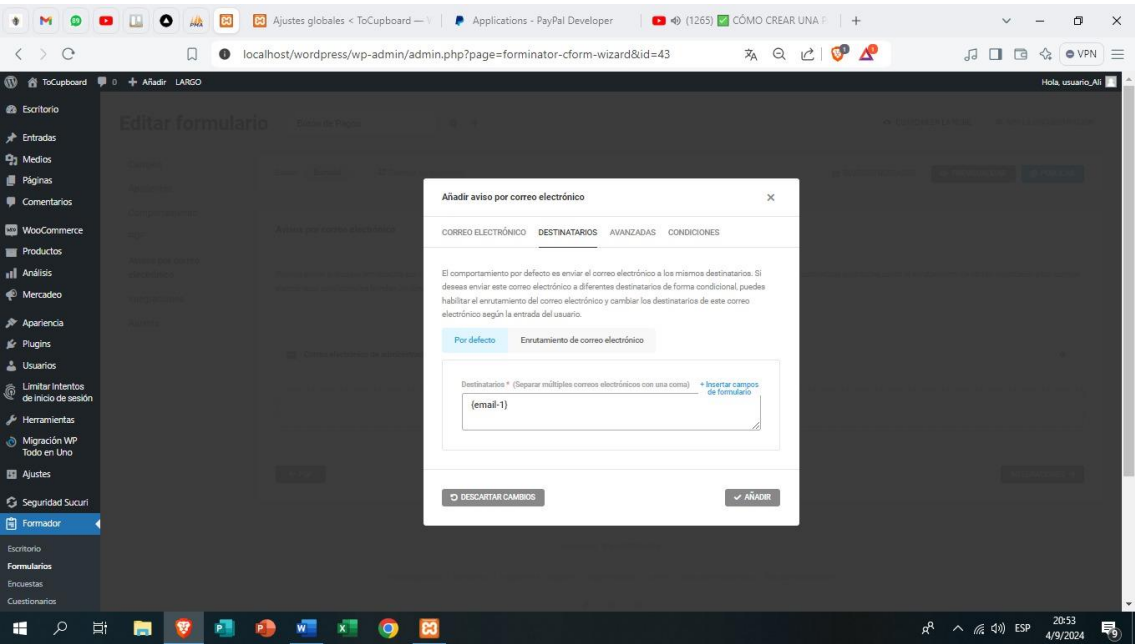 Ajustes globales < ToCupboard — W
Applications - PayPal Developer
(1265) ✅ CÓMO CREAR UNA P
localhost/wordpress/wp-admin/admin.php?page=forminator-cform-wizard&id=43
VPN
ToCupboard
0
+ Añadir
LARGO
Hola, usuario_Ali
Escritorio
Entradas
Medios
Páginas
Comentarios
WooCommerce
Productos
Análisis
Mercadeo
Apariencia
Plugins
Usuarios
Limitar Intentos
de inicio de sesión
Herramientas
Migración WP
Todo en Uno
Ajustes
Seguridad Sucuri
Formador
Escritorio
Formularios
Encuestas
Cuestionarios
Editar formulario
Añadir aviso por correo electrónico
CORREO ELECTRÓNICO
DESTINATARIOS
AVANZADAS
CONDICIONES
El comportamiento por defecto es enviar el correo electrónico a los mismos destinatarios. Si
deseas enviar este correo electrónico a diferentes destinatarios de forma condicional, puedes
habilitar el enrutamiento del correo electrónico y cambiar los destinatarios de este correo
electrónico según la entrada del usuario.
Por defecto
Enrutamiento de correo electrónico
Destinatarios * (Separar múltiples correos electrónicos con una coma)
+ Insertar campos
de formulario
{email-1}
DESCARTAR CAMBIOS
AÑADIR
ESP
20:53
4/9/2024